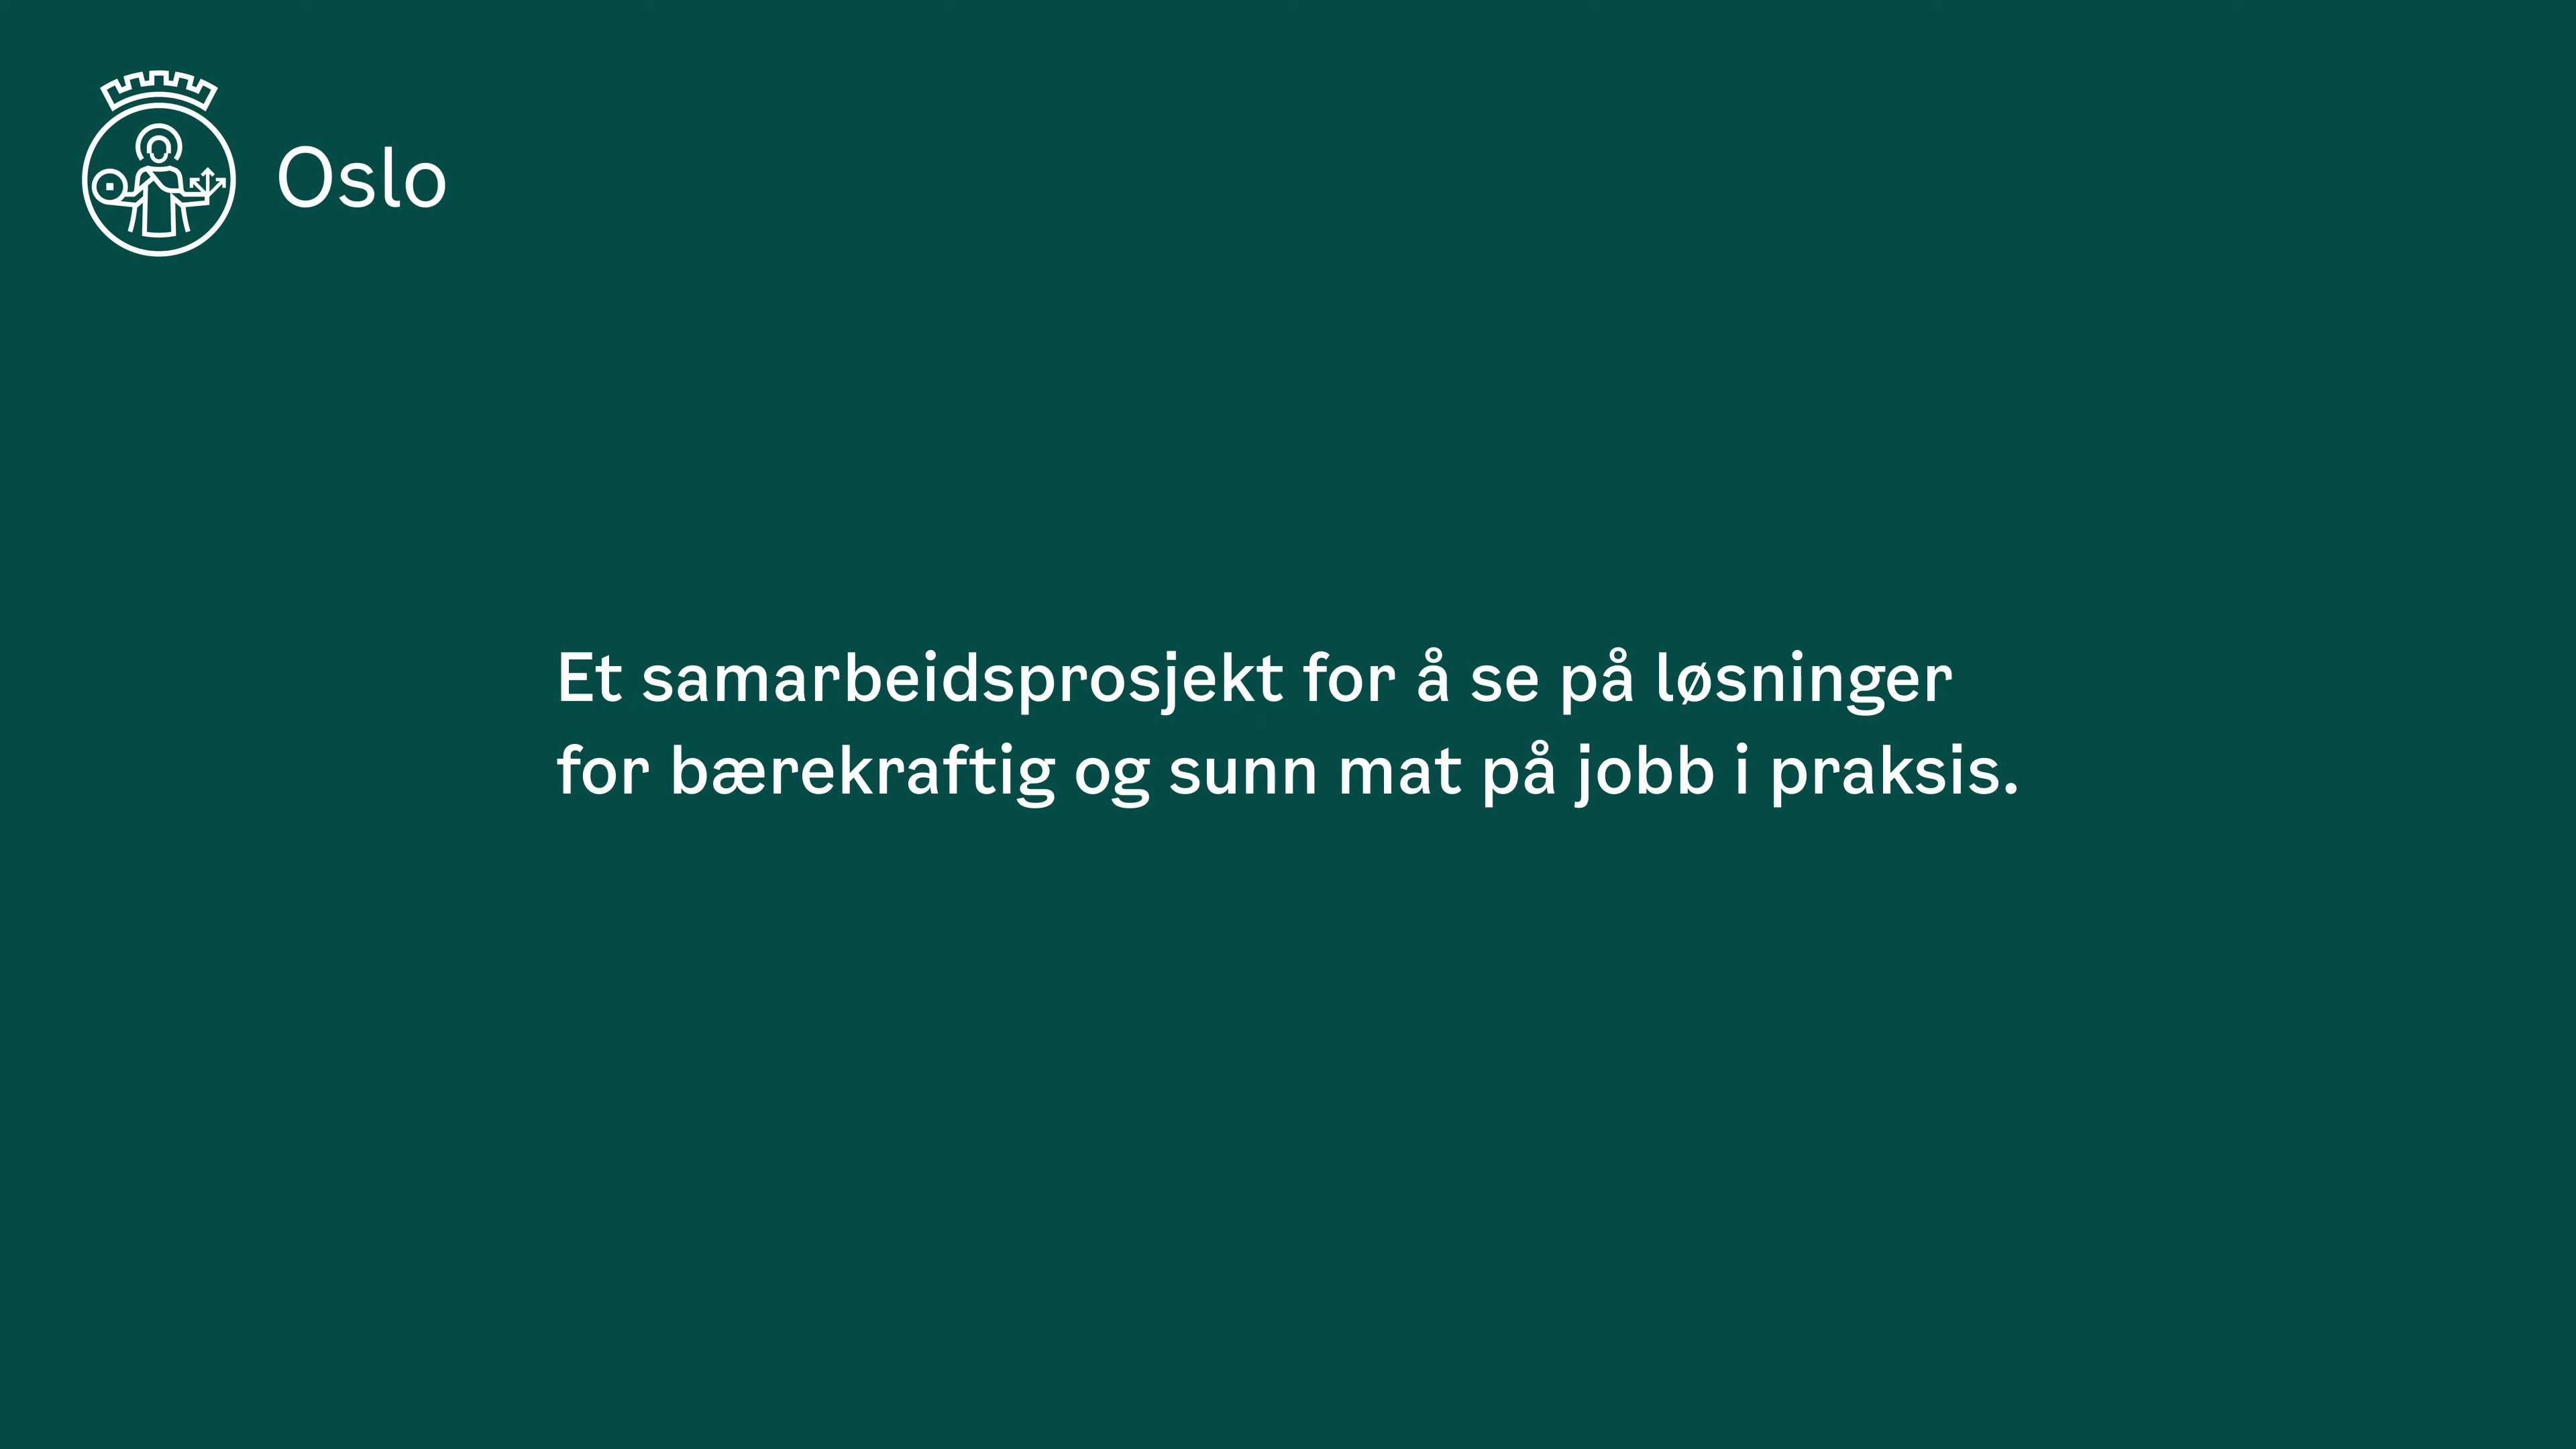 Oslo
Et samarbeidsprosjekt for å se på løsninger
for bærekraftig og sunn mat på jobb i praksis.